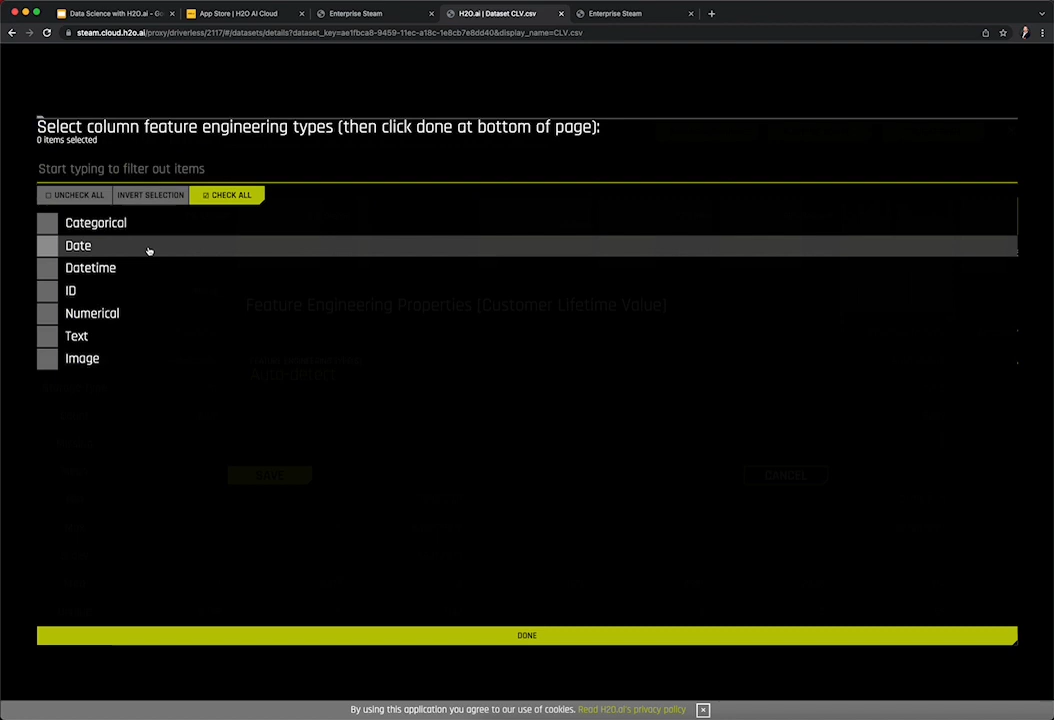 Data Science with H2O.ai - Go
App Store | H2O AI Cloud
Enterprise Steam
H2O.ai | Dataset CLV.csv
Enterprise Steam
steam.cloud.h2o.ai/proxy/driverless/2117/#/datasets/details?dataset_key=ae1fbca8-9459-11ec-a18c-1e8cb7e8dd40&display_name=CLV.csv
Select column feature engineering types (then click done at bottom of page):
0 items selected
Start typing to filter out items
UNCHECK ALL
INVERT SELECTION
CHECK ALL
Categorical
Date
Datetime
ID
Numerical
Text
Image
Feature Engineering Properties [Customer Lifetime Value]
SAVE
CANCEL
DONE
By using this application you agree to our use of cookies. Read H2O.ai's privacy policy